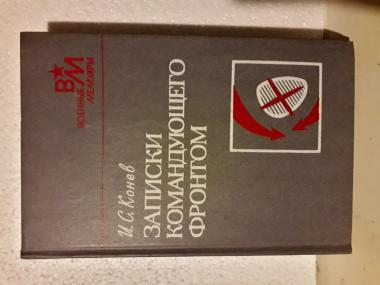 ВМ
ВОЕННЫЕ
МЕМУАРЫ
И.С.Конев
ЗАПИСКИ
КОМАНДУЮЩЕГО
ФРОНТОМ